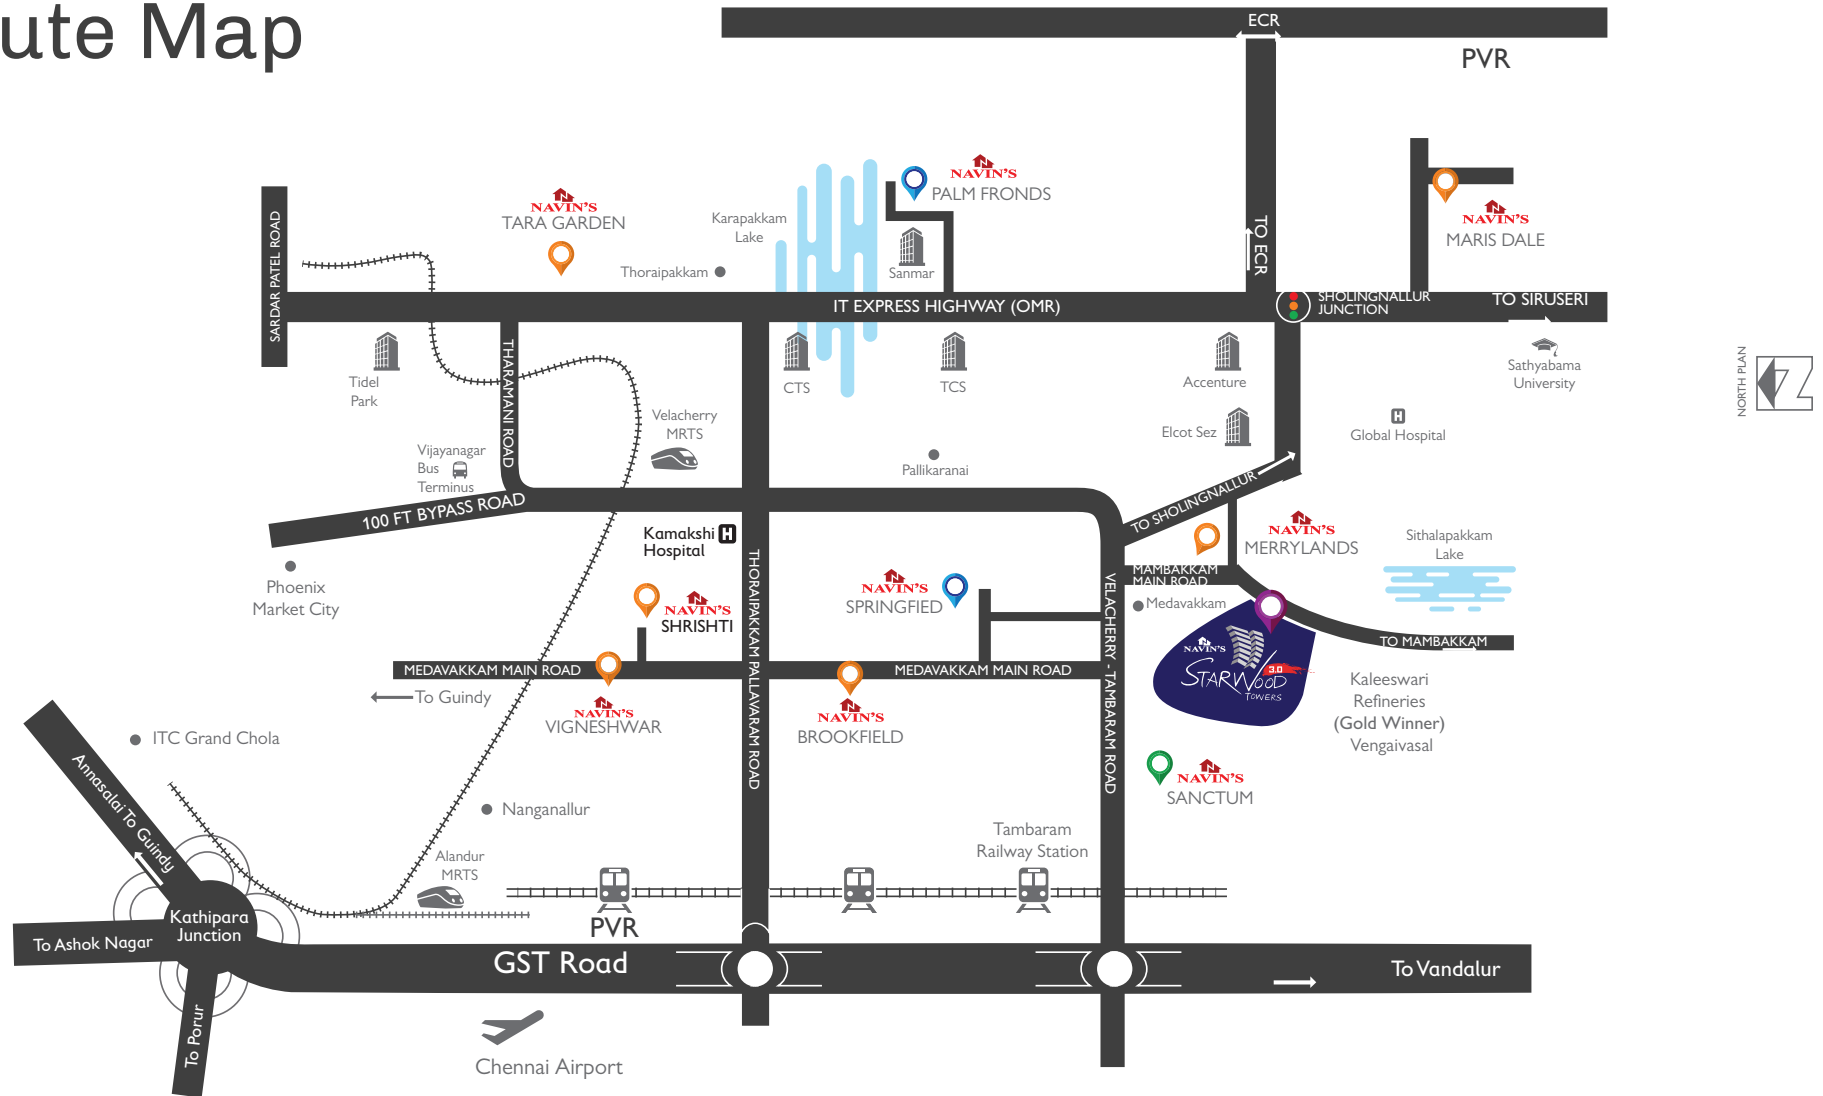 ute Map
ECR
PVR
NAVIN'S
PALM FRONDS
NAVIN'S
TARA GARDEN
Karapakkam
Lake
Thoraipakkam
Sanmar
TO ECR
NAVIN'S
MARIS DALE
SARDAR PATEL ROAD
IT EXPRESS HIGHWAY (OMR)
SHOLINGNALLUR
JUNCTION
TO SIRUSERI
Tidel
Park
THARAMANI ROAD
CTS
TCS
Accenture
Sathyabama
University
NORTH PLAN
Velacherry
MRTS
Elcot Sez
H
Global Hospital
Vijayanagar
Bus
Terminus
Pallikaranai
100 FT BYPASS ROAD
TO SHOLINGNALLUR
Kamakshi H
Hospital
NAVIN'S
MERRYLANDS
Sithalapakkam
Lake
Phoenix
Market City
THORAIPAKKAM PALLAVARAM ROAD
NAVIN'S
SHRISHTI
NAVIN'S
SPRINGFIED
VELACHERRY - TAMBARAM ROAD
MAMBAKKAM
MAIN ROAD
Medavakkam
TO MAMBAKKAM
MEDAVAKKAM MAIN ROAD
MEDAVAKKAM MAIN ROAD
NAVIN'S
STARWOOD
3.0
TOWERS
To Guindy
NAVIN'S
VIGNESHWAR
NAVIN'S
BROOKFIELD
Kaleeswari
Refineries
(Gold Winner)
Vengaivasal
ITC Grand Chola
Annasalai To Guindy
NAVIN'S
SANCTUM
Nanganallur
Tambaram
Railway Station
Alandur
MRTS
Kathipara
Junction
To Ashok Nagar
PVR
GST Road
To Vandalur
To Porur
Chennai Airport